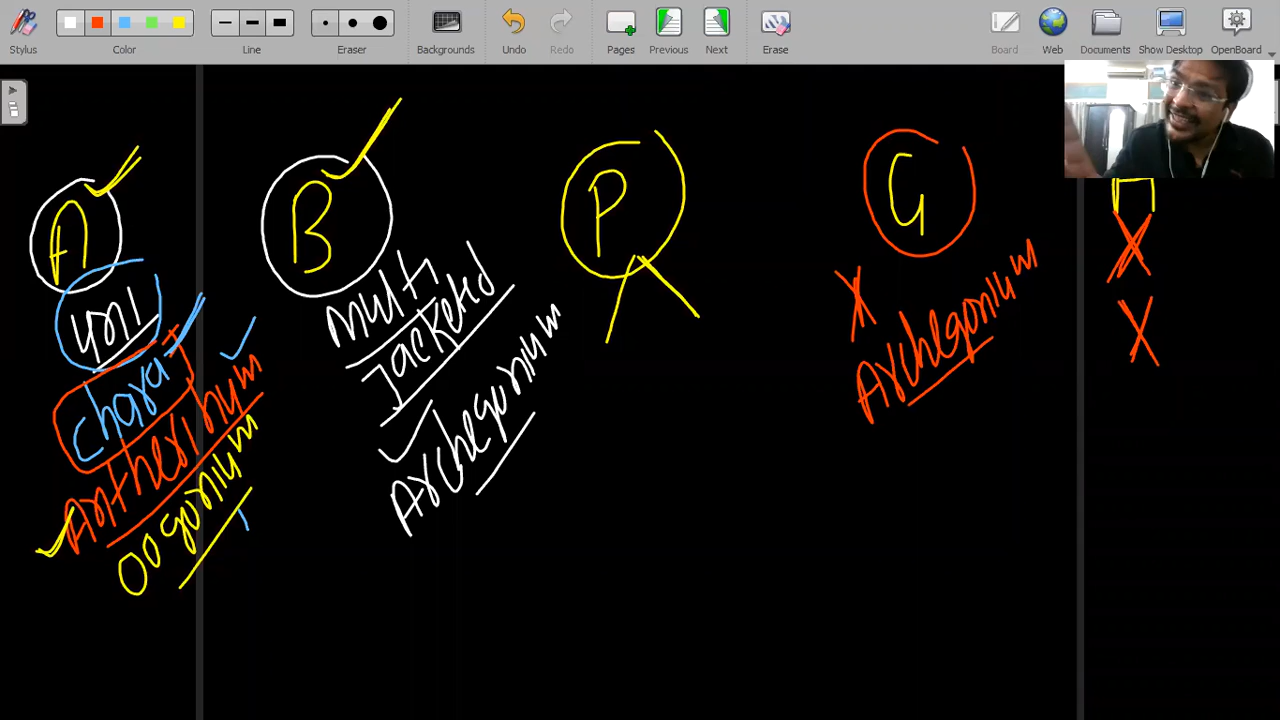 Stylus
Color
Line
Eraser
Backgrounds
Undo
Redo
Pages
Previous
Next
Erase
Board
Web
Documents
Show Desktop
OpenBoard
A
uni
chara J
Antheridium
oogonium
B
multi
Jacketed
Archegonium
P
G
X
Archegonium
A
X
X